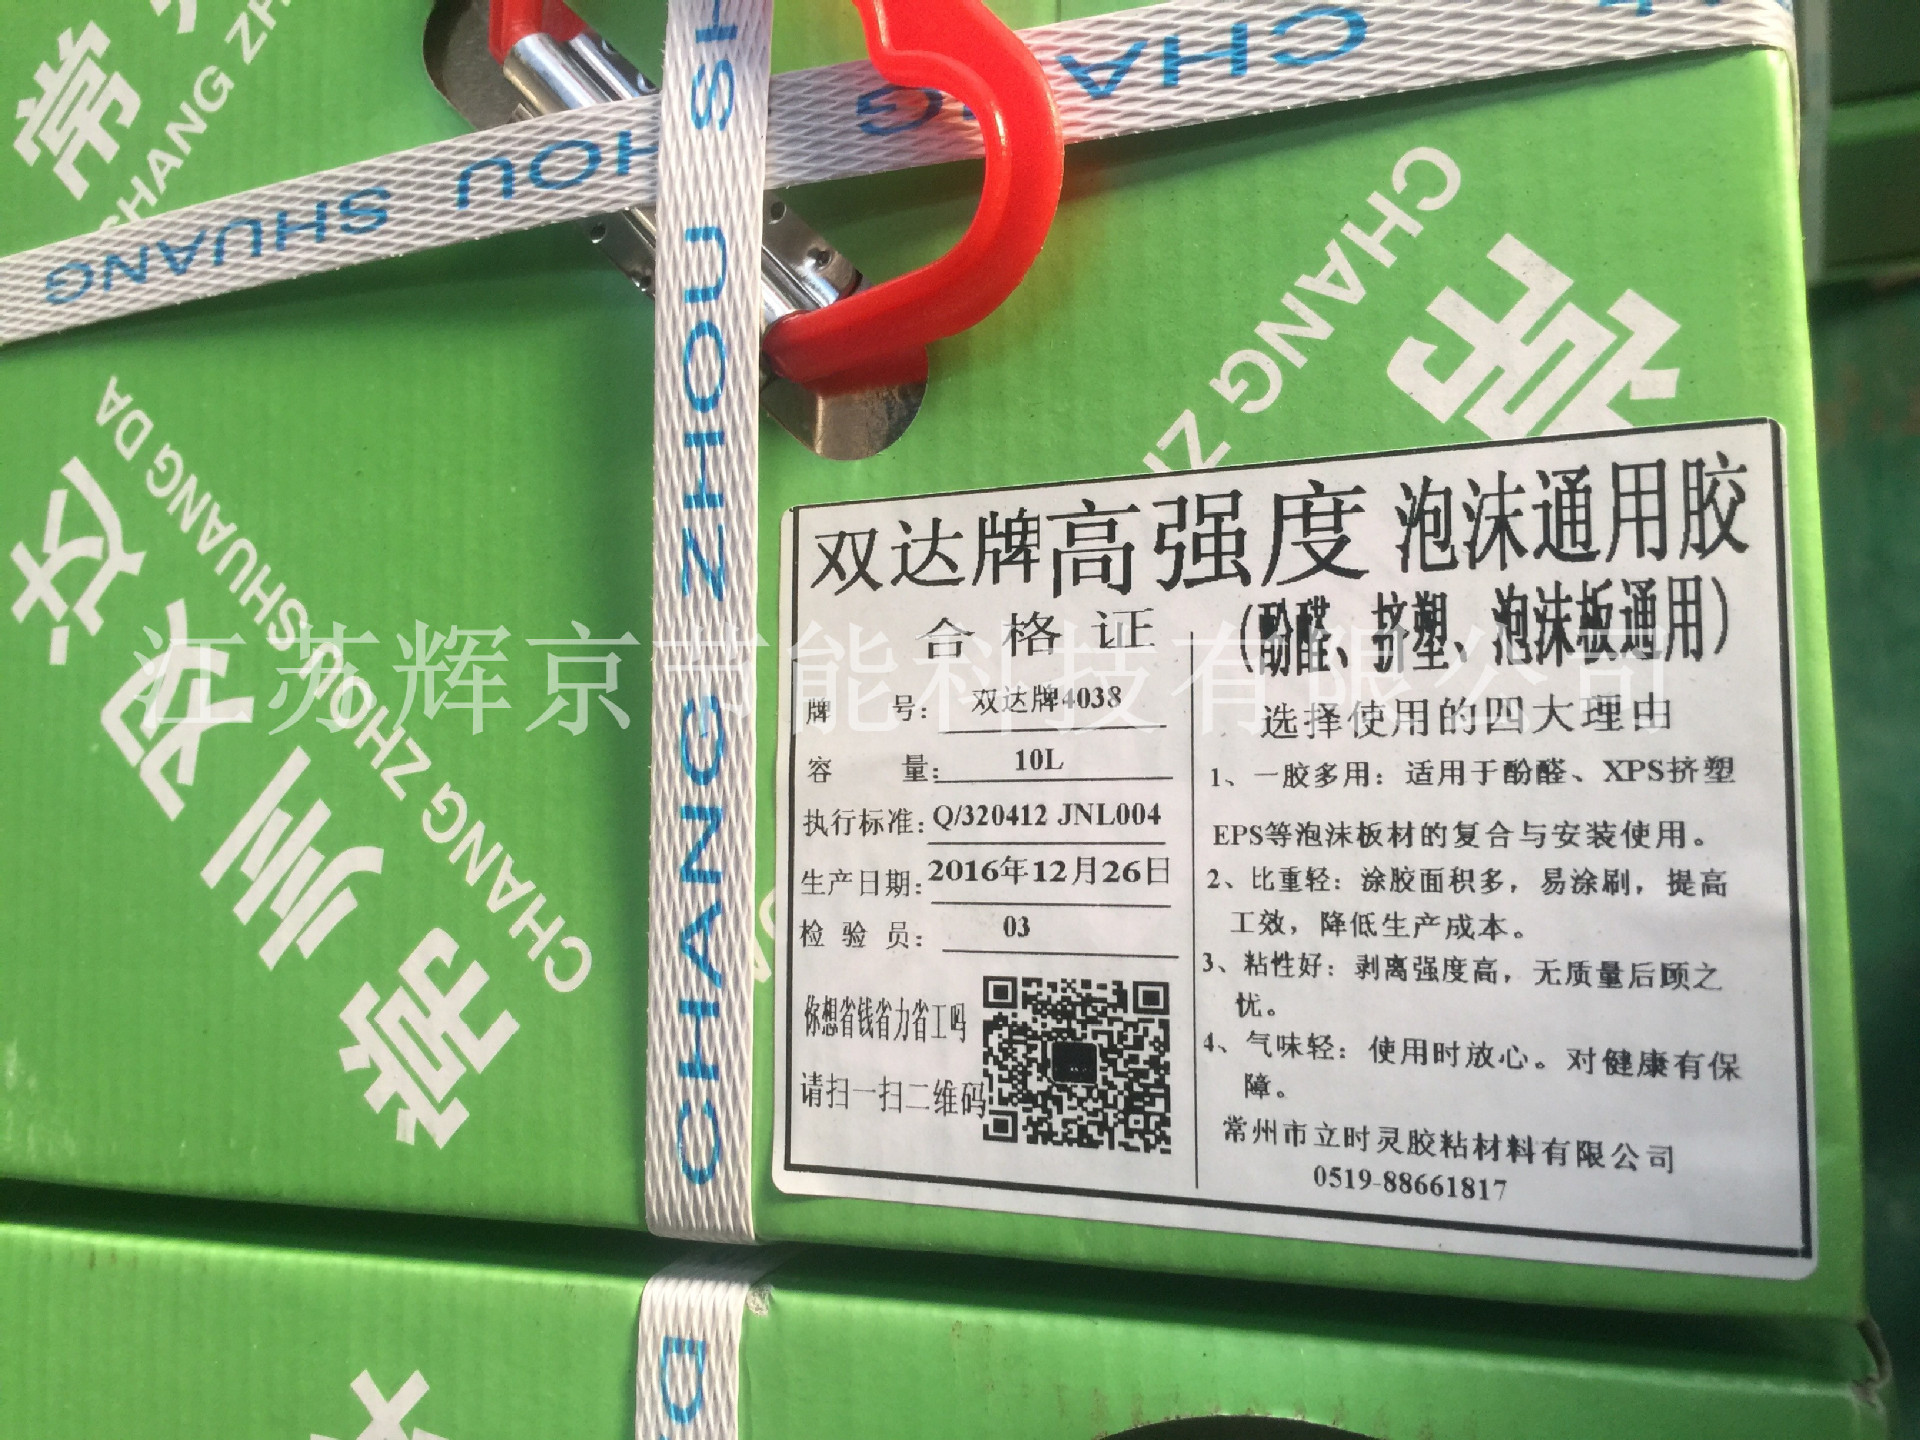 常
CHANG ZH
CHANG ZHOU SHUANG
CHANG ZHOU SH
CHANG ZH
常
常州双达
CHANG ZHOU SHUANG DA
双达牌高强度 泡沫通用胶
合格证
(酚醛、挤塑、泡沫板通用)
牌 号: 双达牌4038
容 量: 10L
执行标准: Q/320412 JNL004
生产日期: 2016年12月26日
检 验 员: 03
你想省钱省力省工吗
请扫一扫二维码
选择使用的四大理由
1、一胶多用:适用于酚醛、XPS挤塑
EPS等泡沫板材的复合与安装使用。
2、比重轻:涂胶面积多,易涂刷,提高
工效,降低生产成本。
3、粘性好:剥离强度高,无质量后顾之
忧。
4、气味轻:使用时放心。对健康有保
障。
常州市立时灵胶粘材料有限公司
0519-88661817
江苏辉京节能科技有限公司